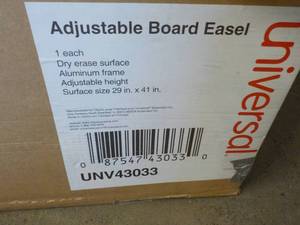 Adjustable Board Easel
1 each
Dry erase surface
Aluminum frame
Adjustable height
Surface size 29 in. x 41 in.
universal
0 87547 43033 0
UNV43033